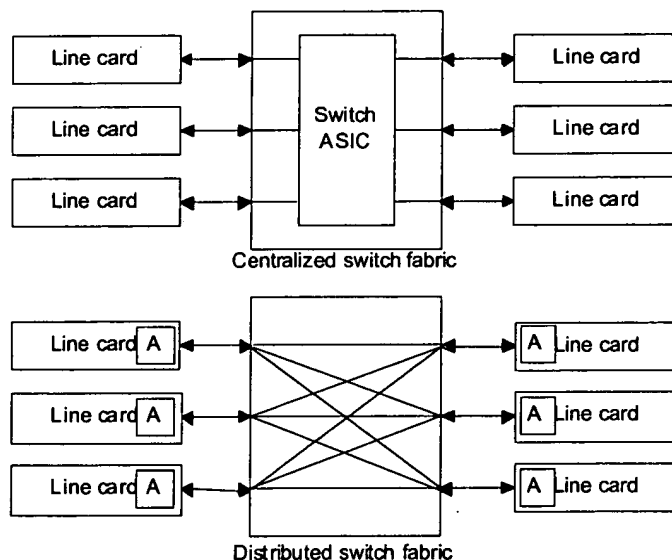 Line card
Line card
Line card
Switch
ASIC
Line card
Line card
Line card
Centralized switch fabric
Line card A
Line card A
Line card A
A Line card
A Line card
A Line card
Distributed switch fabric